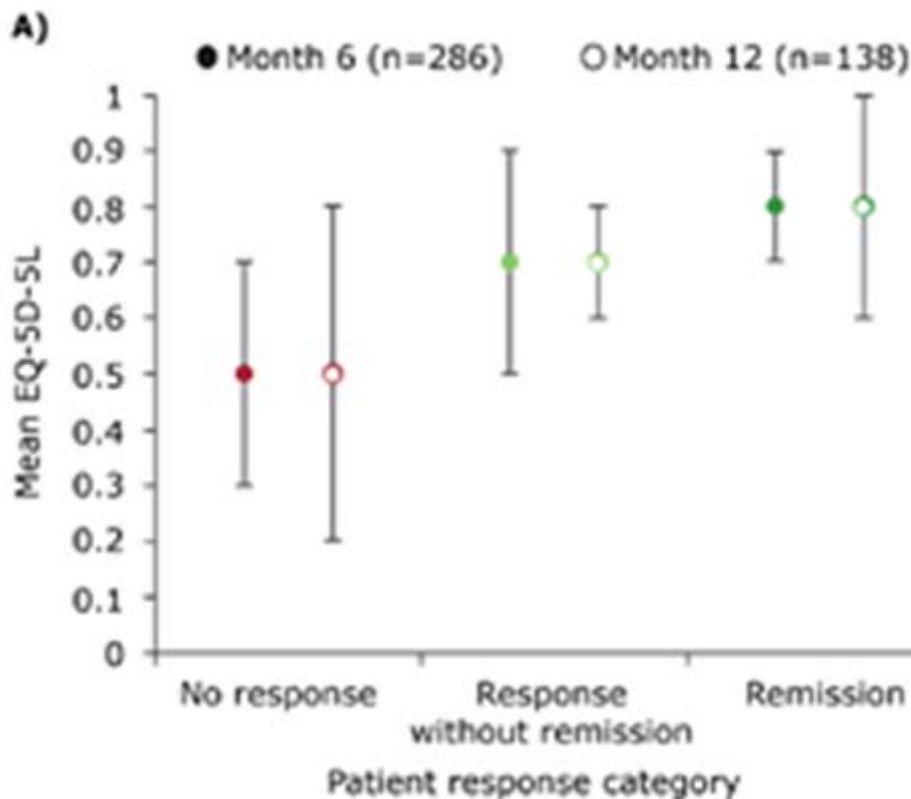 A)
Month 6 (n=286) Month 12 (n=138)
1
0.9
0.8
0.7
0.6
0.5
0.4
0.3
0.2
0.1
0
Mean EQ-5D-5L
No response Response Remission
without remission
Patient response category